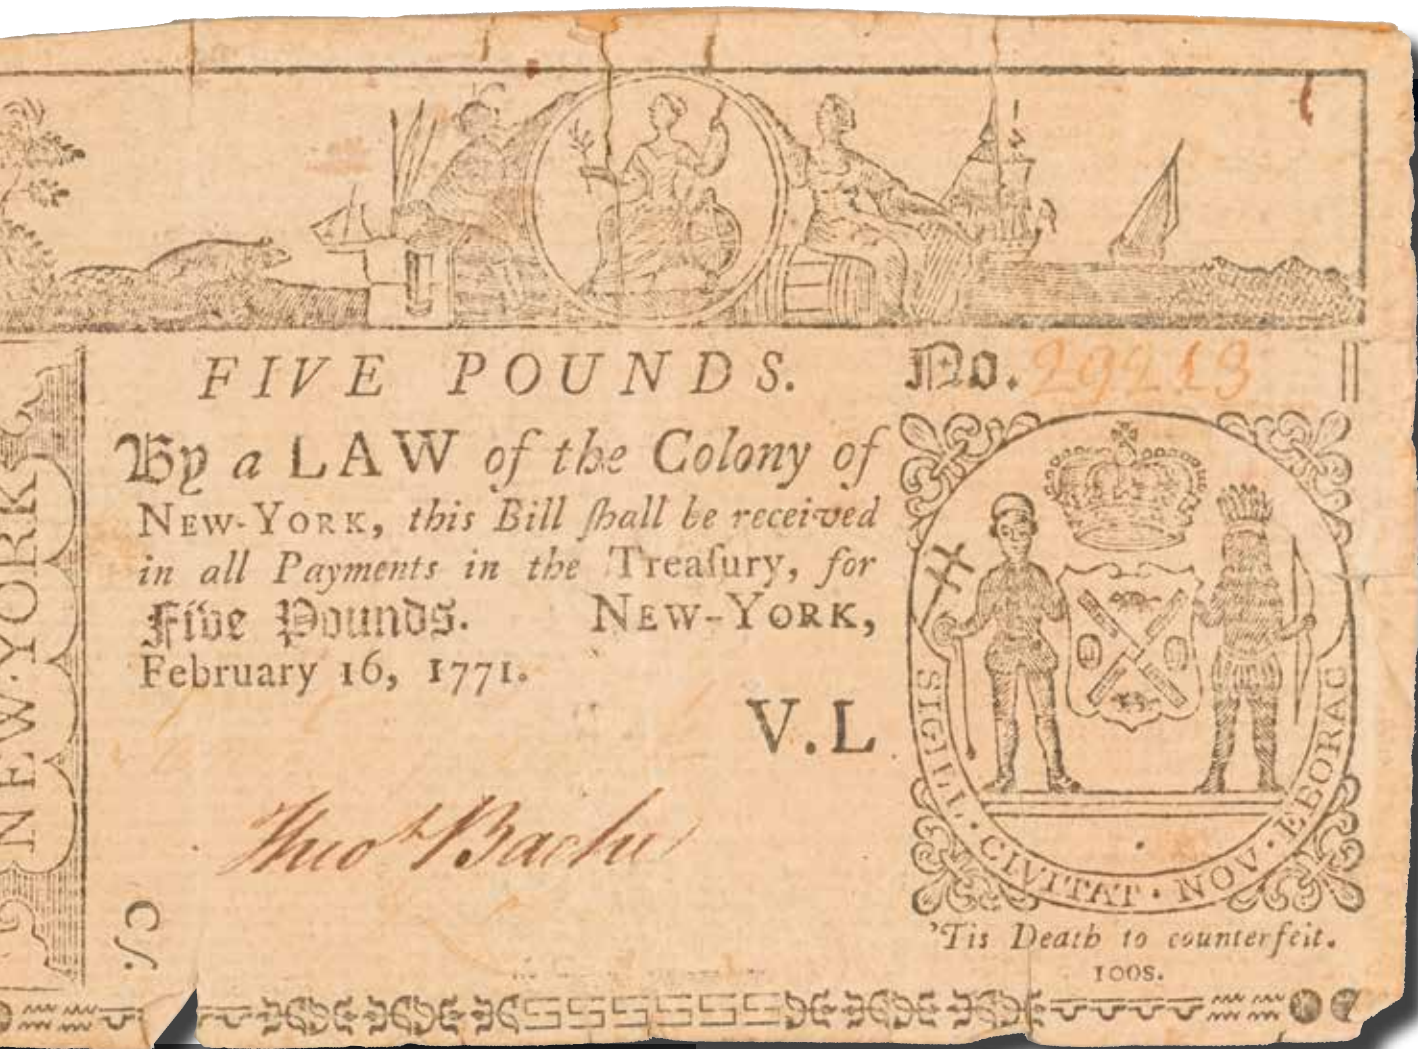 FIVE POUNDS.
No. 29213
By a LAW of the Colony of
NEW-YORK, this Bill ſhall be received
in all Payments in the Treaſury, for
Five Pounds. NEW-YORK,
February 16, 1771.
V.L
Theo.t Bache
NEW-YORK
SIGILL · CIVITAT · NOV · EBORAC
'Tis Death to counterfeit.
100s.